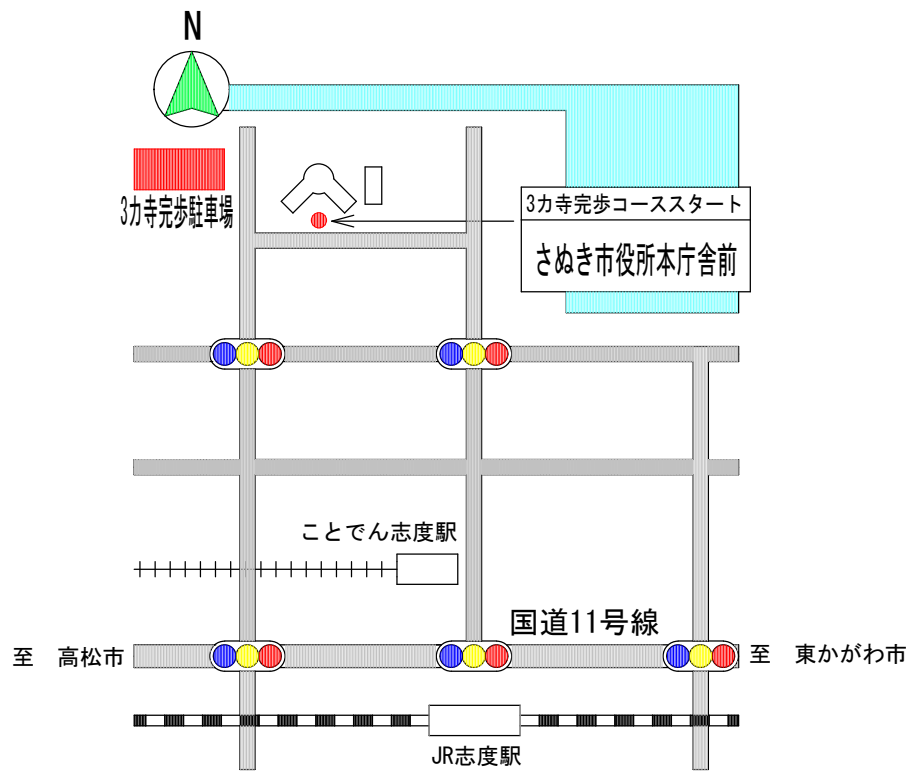 N
3カ寺完歩駐車場
3カ寺完歩コーススタート
さぬき市役所本庁舎前
ことでん志度駅
国道11号線
至　高松市
至　東かがわ市
JR志度駅